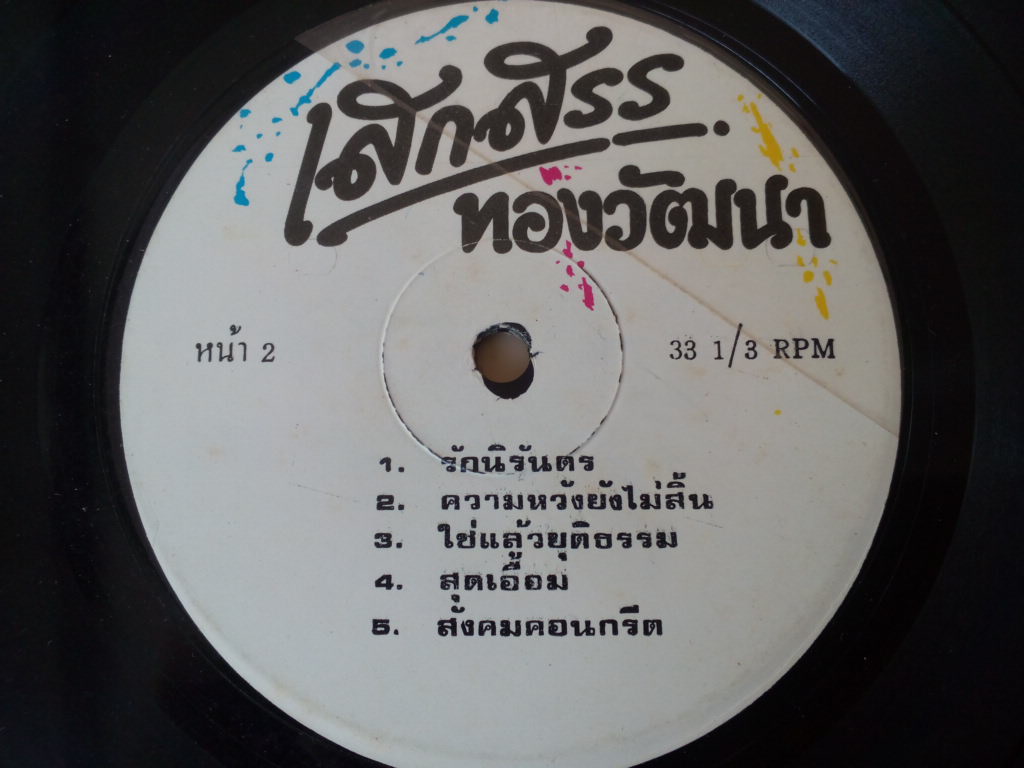 เสกสรร
ทองวัฒนา
หน้า 2
33 1/3 RPM
1. รักนิรันดร
2. ความหวังยังไม่สิ้น
3. ใช่แล้วยุติธรรม
4. สุดเอื้อม
5. สังคมคอนกรีต